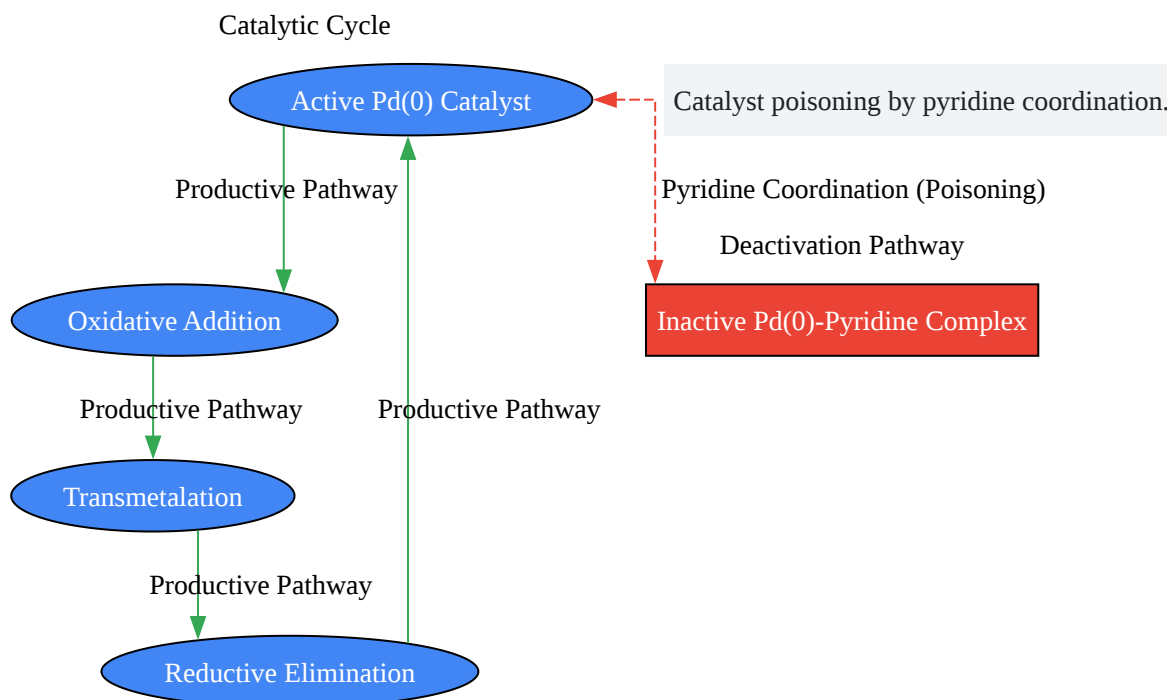 Catalytic Cycle
Active Pd(0) Catalyst
Catalyst poisoning by pyridine coordination.
Productive Pathway
Pyridine Coordination (Poisoning)
Deactivation Pathway
Oxidative Addition
Inactive Pd(0)-Pyridine Complex
Productive Pathway
Productive Pathway
Transmetalation
Productive Pathway
Reductive Elimination